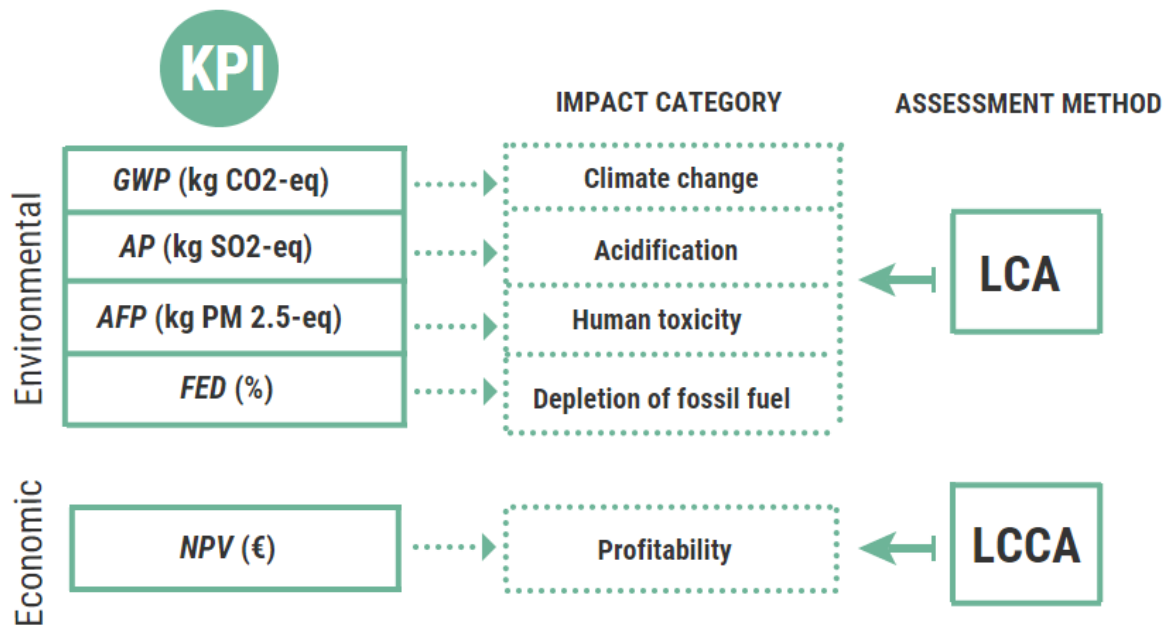 KPI
IMPACT CATEGORY
ASSESSMENT METHOD
Environmental
GWP (kg CO2-eq)
Climate change
AP (kg SO2-eq)
Acidification
AFP (kg PM 2.5-eq)
Human toxicity
FED (%)
Depletion of fossil fuel
LCA
Economic
NPV (€)
Profitability
LCCA